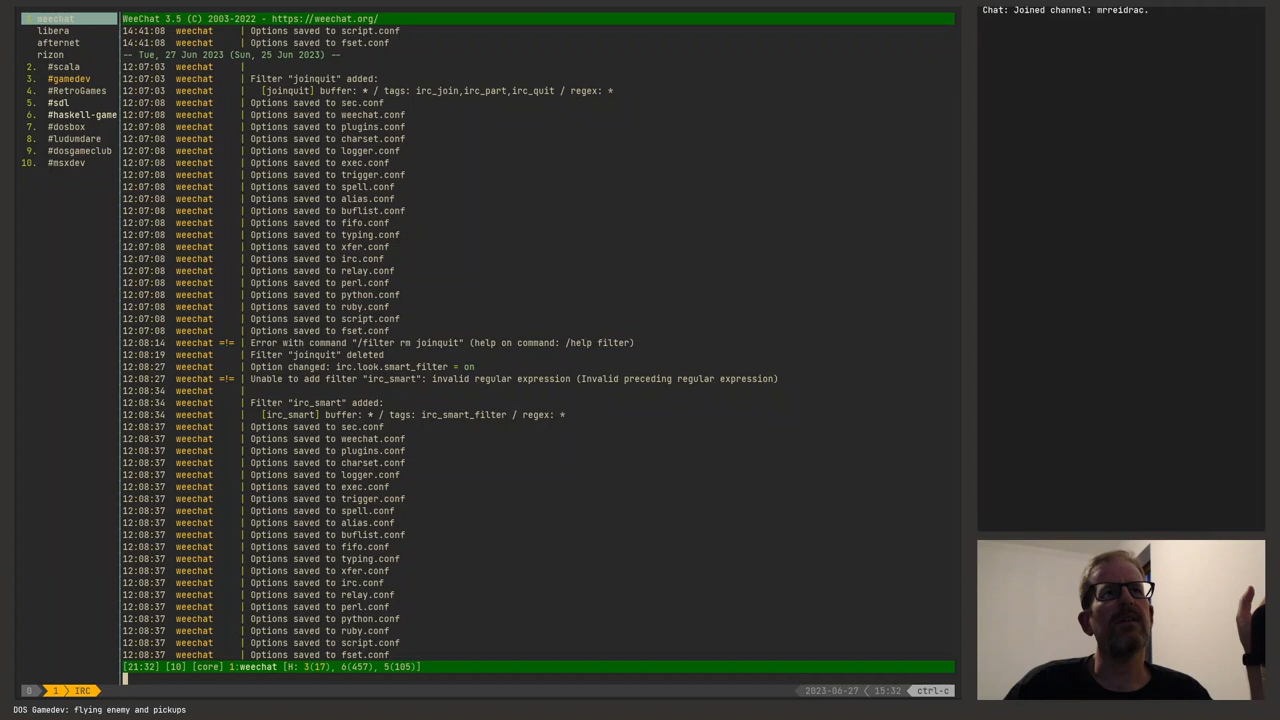 weechat
libera
afternet
rizon
2. #scala
3. #gamedev
4. #RetroGames
5. #sdl
6. #haskell-game
7. #dosbox
8. #ludumdare
9. #dosgameclub
10. #msxdev
WeeChat 3.5 (C) 2003-2022 - https://weechat.org/
14:41:08 weechat | Options saved to script.conf
14:41:08 weechat | Options saved to fset.conf
-- Tue, 27 Jun 2023 (Sun, 25 Jun 2023) --
12:07:03 weechat |
12:07:03 weechat | Filter "joinquit" added:
12:07:03 weechat | [joinquit] buffer: * / tags: irc_join,irc_part,irc_quit / regex: *
12:07:08 weechat | Options saved to sec.conf
12:07:08 weechat | Options saved to weechat.conf
12:07:08 weechat | Options saved to plugins.conf
12:07:08 weechat | Options saved to charset.conf
12:07:08 weechat | Options saved to logger.conf
12:07:08 weechat | Options saved to exec.conf
12:07:08 weechat | Options saved to trigger.conf
12:07:08 weechat | Options saved to spell.conf
12:07:08 weechat | Options saved to alias.conf
12:07:08 weechat | Options saved to buflist.conf
12:07:08 weechat | Options saved to fifo.conf
12:07:08 weechat | Options saved to typing.conf
12:07:08 weechat | Options saved to xfer.conf
12:07:08 weechat | Options saved to irc.conf
12:07:08 weechat | Options saved to relay.conf
12:07:08 weechat | Options saved to perl.conf
12:07:08 weechat | Options saved to python.conf
12:07:08 weechat | Options saved to ruby.conf
12:07:08 weechat | Options saved to script.conf
12:07:08 weechat | Options saved to fset.conf
12:08:14 weechat =!= | Error with command "/filter rm joinquit" (help on command: /help filter)
12:08:19 weechat | Filter "joinquit" deleted
12:08:27 weechat | Option changed: irc.look.smart_filter = on
12:08:27 weechat =!= | Unable to add filter "irc_smart": invalid regular expression (Invalid preceding regular expression)
12:08:34 weechat |
12:08:34 weechat | Filter "irc_smart" added:
12:08:34 weechat | [irc_smart] buffer: * / tags: irc_smart_filter / regex: *
12:08:37 weechat | Options saved to sec.conf
12:08:37 weechat | Options saved to weechat.conf
12:08:37 weechat | Options saved to plugins.conf
12:08:37 weechat | Options saved to charset.conf
12:08:37 weechat | Options saved to logger.conf
12:08:37 weechat | Options saved to exec.conf
12:08:37 weechat | Options saved to trigger.conf
12:08:37 weechat | Options saved to spell.conf
12:08:37 weechat | Options saved to alias.conf
12:08:37 weechat | Options saved to buflist.conf
12:08:37 weechat | Options saved to fifo.conf
12:08:37 weechat | Options saved to typing.conf
12:08:37 weechat | Options saved to xfer.conf
12:08:37 weechat | Options saved to irc.conf
12:08:37 weechat | Options saved to relay.conf
12:08:37 weechat | Options saved to perl.conf
12:08:37 weechat | Options saved to python.conf
12:08:37 weechat | Options saved to ruby.conf
12:08:37 weechat | Options saved to script.conf
12:08:37 weechat | Options saved to fset.conf
[21:32] [10] [core] 1:weechat [H: 3(17), 6(457), 5(105)]
0 1 IRC 2023-06-27 15:32 ctrl-c
DOS Gamedev: flying enemy and pickups
Chat: Joined channel: mrreidrac.